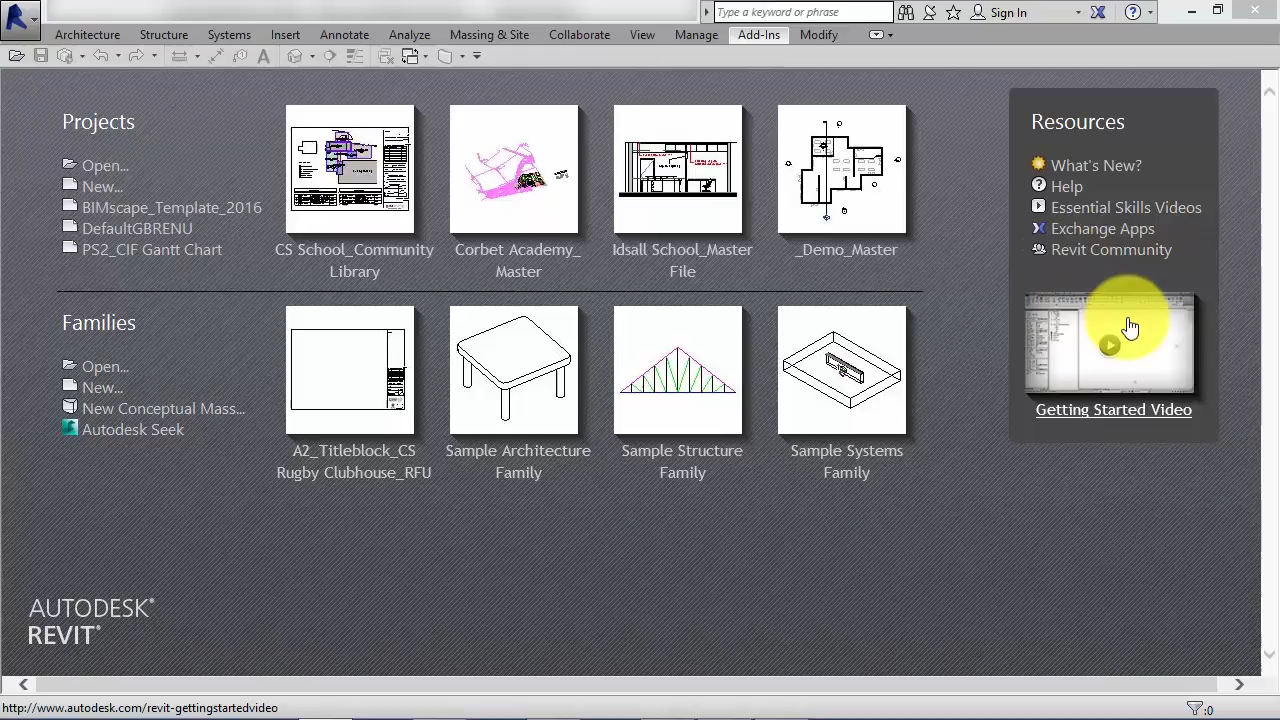 Type a keyword or phrase
Sign In
Architecture
Structure
Systems
Insert
Annotate
Analyze
Massing & Site
Collaborate
View
Manage
Add-Ins
Modify
Projects
Open...
New...
BIMscape_Template_2016
DefaultGBRENU
PS2_CIF Gantt Chart
CS School_Community
Library
Corbet Academy_
Master
Idsall School_Master
File
_Demo_Master
Families
Open...
New...
New Conceptual Mass...
Autodesk Seek
A2_Titleblock_CS
Rugby Clubhouse_RFU
Sample Architecture
Family
Sample Structure
Family
Sample Systems
Family
Resources
What's New?
Help
Essential Skills Videos
Exchange Apps
Revit Community
Getting Started Video
AUTODESK®
REVIT®
http://www.autodesk.com/revit-gettingstartedvideo
:0